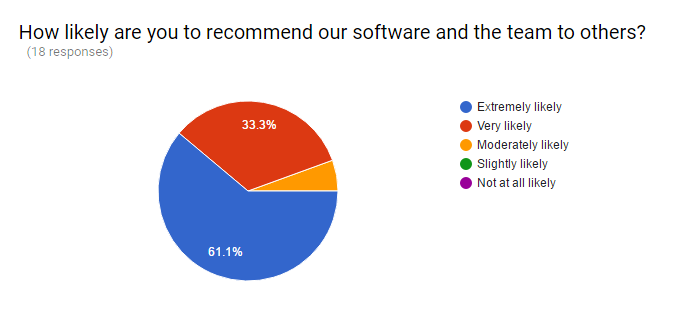 How likely are you to recommend our software and the team to others?
(18 responses)
33.3%
61.1%
Extremely likely
Very likely
Moderately likely
Slightly likely
Not at all likely